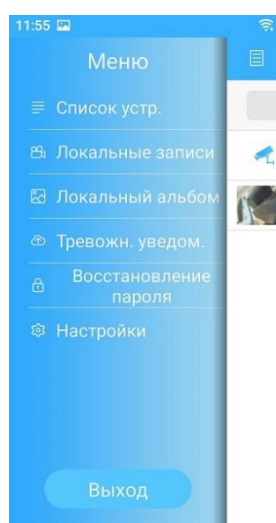 11:55
Меню
Список устр.
Локальные записи
Локальный альбом
Тревожн. уведом.
Восстановление
пароля
Настройки
Выход